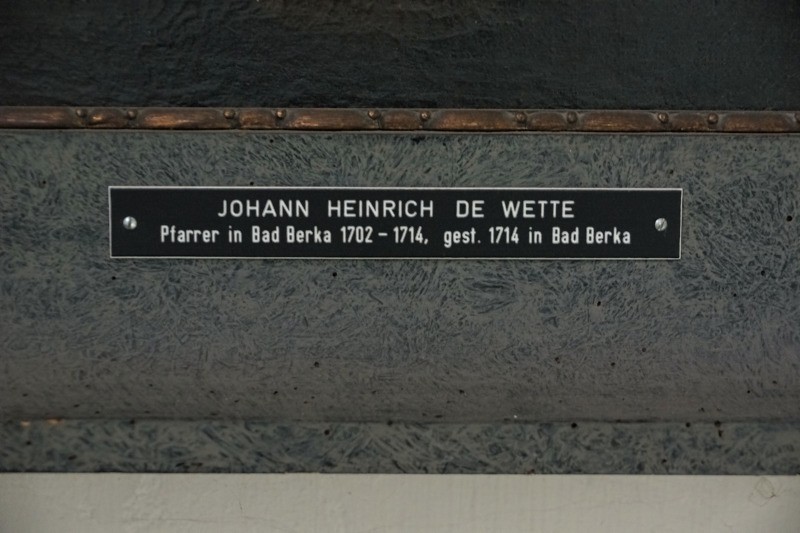 JOHANN HEINRICH DE WETTE
Pfarrer in Bad Berka 1702 – 1714, gest. 1714 in Bad Berka